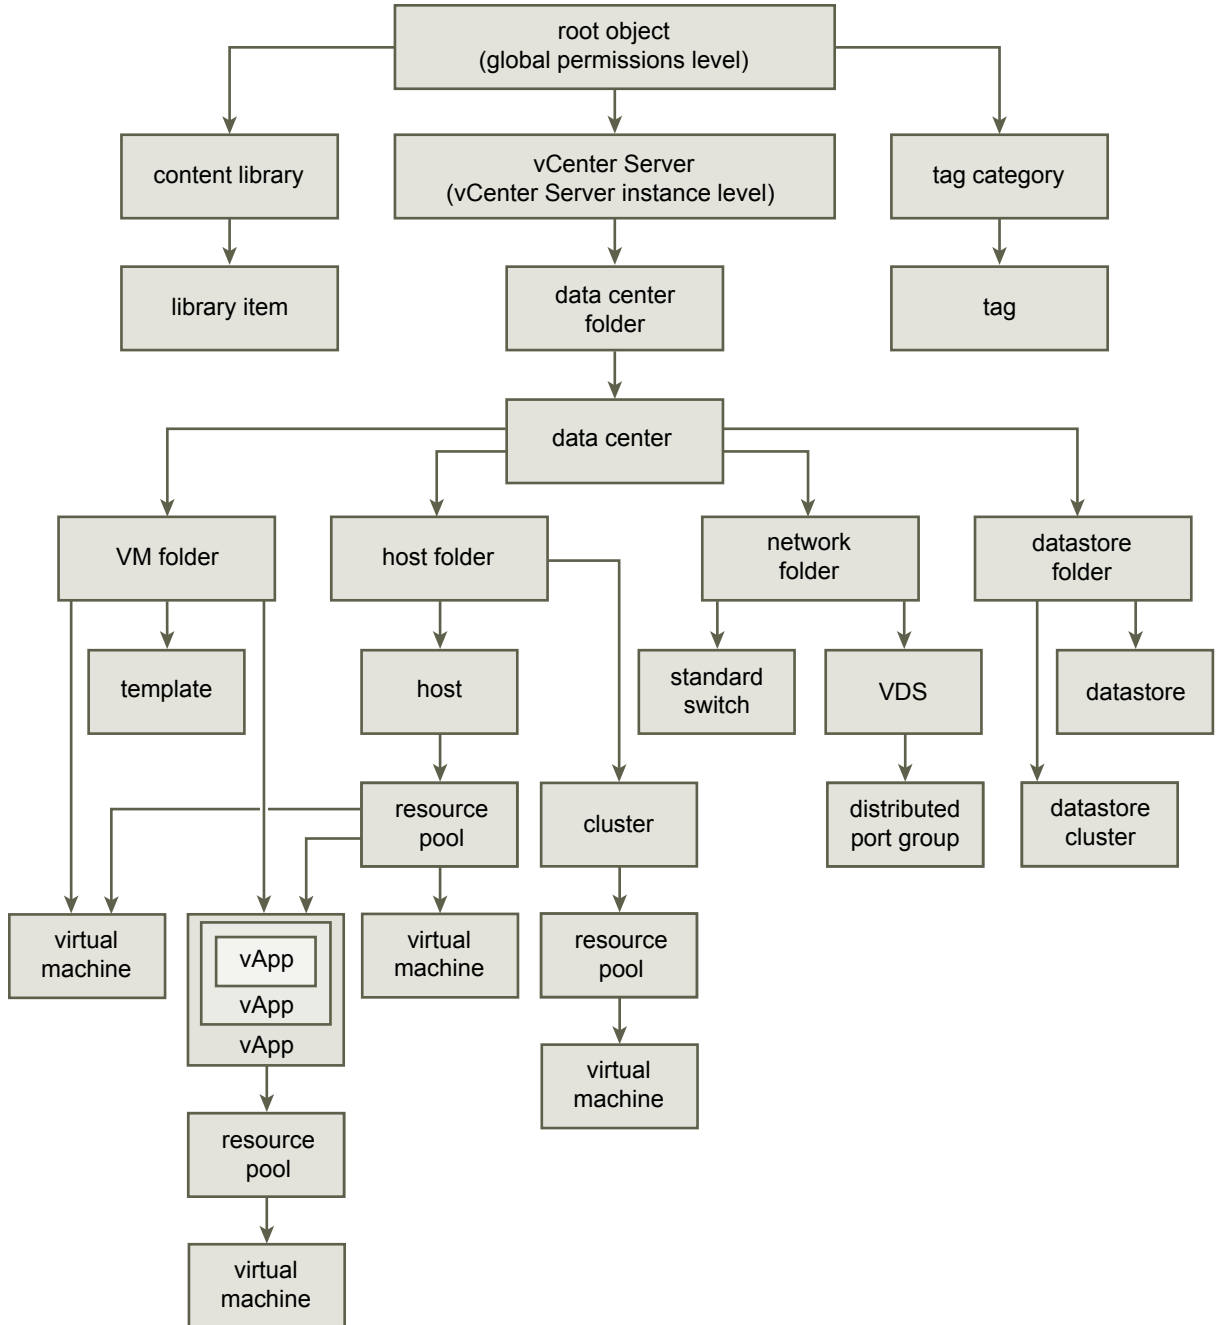 root object
(global permissions level)
content library
vCenter Server
(vCenter Server instance level)
tag category
library item
data center
folder
tag
data center
VM folder
host folder
network
folder
datastore
folder
template
host
standard
switch
VDS
datastore
resource
pool
cluster
distributed
port group
datastore
cluster
virtual
machine
vApp
vApp
vApp
virtual
machine
resource
pool
virtual
machine
resource
pool
virtual
machine